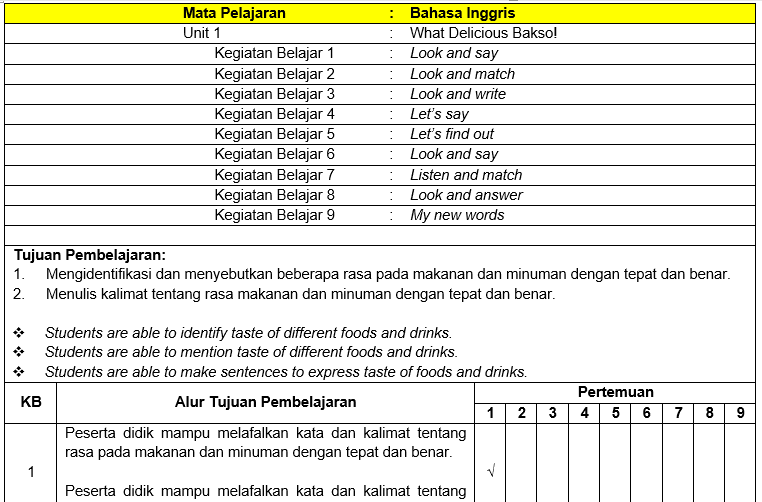 Mata Pelajaran : Bahasa Inggris
Unit 1 : What Delicious Bakso!
Kegiatan Belajar 1 : Look and say
Kegiatan Belajar 2 : Look and match
Kegiatan Belajar 3 : Look and write
Kegiatan Belajar 4 : Let's say
Kegiatan Belajar 5 : Let's find out
Kegiatan Belajar 6 : Look and say
Kegiatan Belajar 7 : Listen and match
Kegiatan Belajar 8 : Look and answer
Kegiatan Belajar 9 : My new words
Tujuan Pembelajaran:
1. Mengidentifikasi dan menyebutkan beberapa rasa pada makanan dan minuman dengan tepat dan benar.
2. Menulis kalimat tentang rasa makanan dan minuman dengan tepat dan benar.
❖ Students are able to identify taste of different foods and drinks.
❖ Students are able to mention taste of different foods and drinks.
❖ Students are able to make sentences to express taste of foods and drinks.
KB Alur Tujuan Pembelajaran Pertemuan
1 2 3 4 5 6 7 8 9
Peserta didik mampu melafalkan kata dan kalimat tentang
rasa pada makanan dan minuman dengan tepat dan benar.
1 √
Peserta didik mampu melafalkan kata dan kalimat tentang